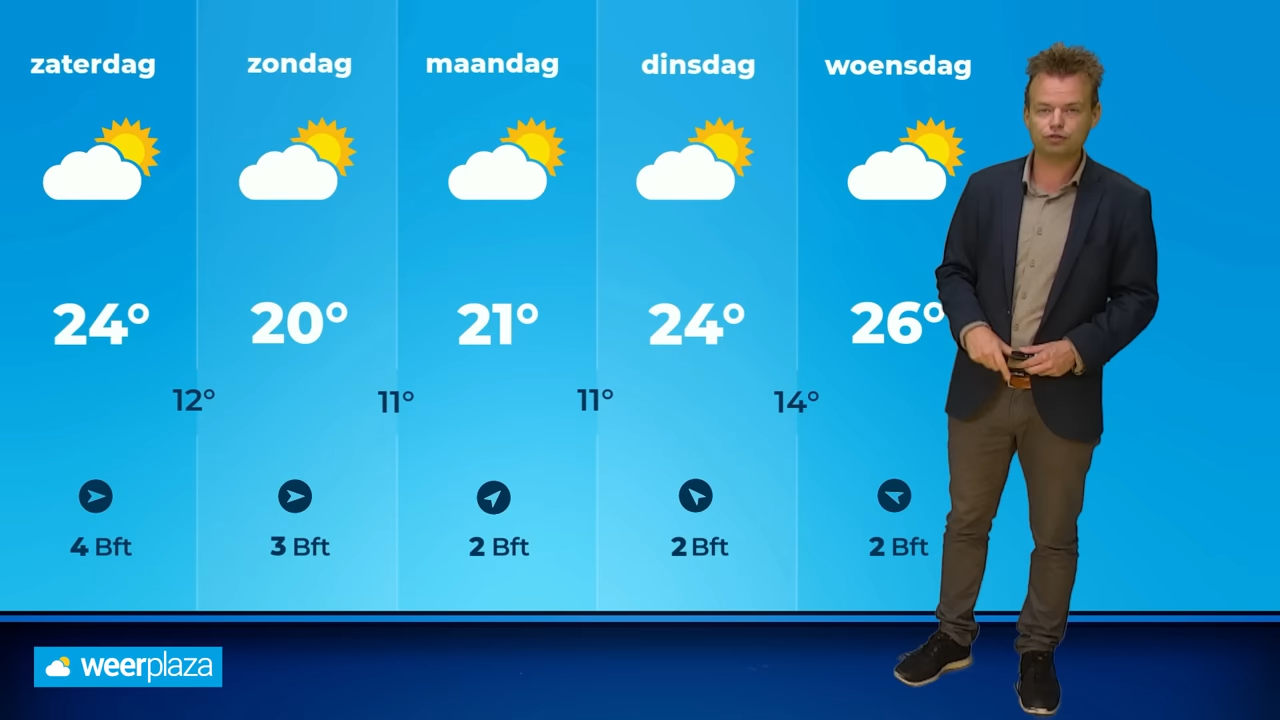 zaterdag zondag maandag dinsdag woensdag
24° 20° 21° 24° 26°
12° 11° 11° 14°
4 Bft 3 Bft 2 Bft 2 Bft 2 Bft
weerplaza